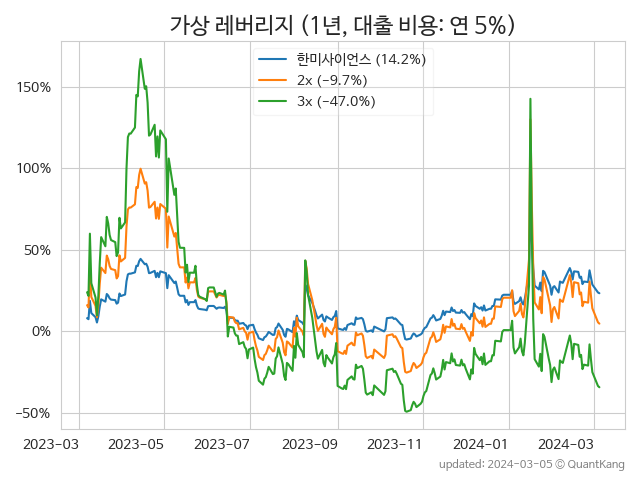 가상 레버리지 (1년, 대출 비용: 연 5%)
한미사이언스 (14.2%)
2x (−9.7%)
3x (−47.0%)
150%
100%
50%
0%
−50%
2023-03 2023-05 2023-07 2023-09 2023-11 2024-01 2024-03
updated: 2024-03-05 © QuantKang